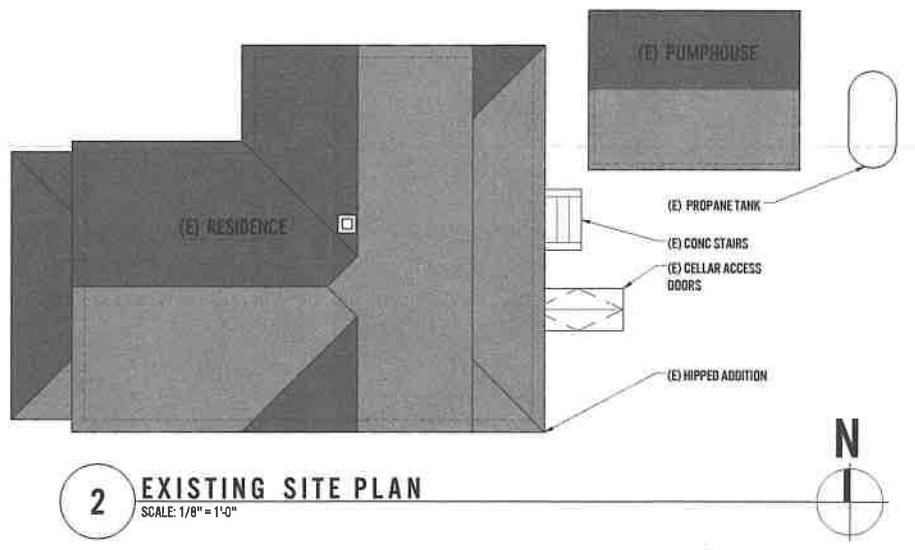 (E) PUMPHOUSE
(E) PROPANE TANK
(E) RESIDENCE
(E) CONC STAIRS
(E) CELLAR ACCESS
DOORS
(E) HIPPED ADDITION
N
2
EXISTING SITE PLAN
SCALE: 1/8" = 1'-0"